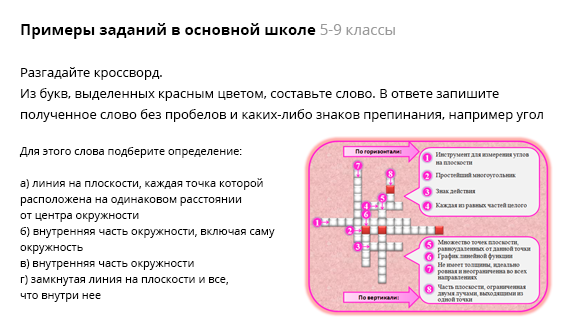 Примеры заданий в основной школе 5-9 классы
Разгадайте кроссворд.
Из букв, выделенных красным цветом, составьте слово. В ответе запишите
полученное слово без пробелов и каких-либо знаков препинания, например угол
Для этого слова подберите определение:
а) линия на плоскости, каждая точка которой
расположена на одинаковом расстоянии
от центра окружности
б) внутренняя часть окружности, включая саму
окружность
в) внутренняя часть окружности
г) замкнутая линия на плоскости и все,
что внутри нее
По горизонтали:
1 Инструмент для измерения углов
на плоскости
2 Простейший многоугольник
3 Знак действия
4 Каждая из равных частей целого
7
8
5
4
1
6
2
3
5 Множество точек плоскости,
равноудаленных от данной точки
6 График линейной функции
7 Не имеет толщины, идеально
ровная и неограниченна во всех
направлениях
8 Часть плоскости, ограниченная
двумя лучами, выходящими из
одной точки
По вертикали: